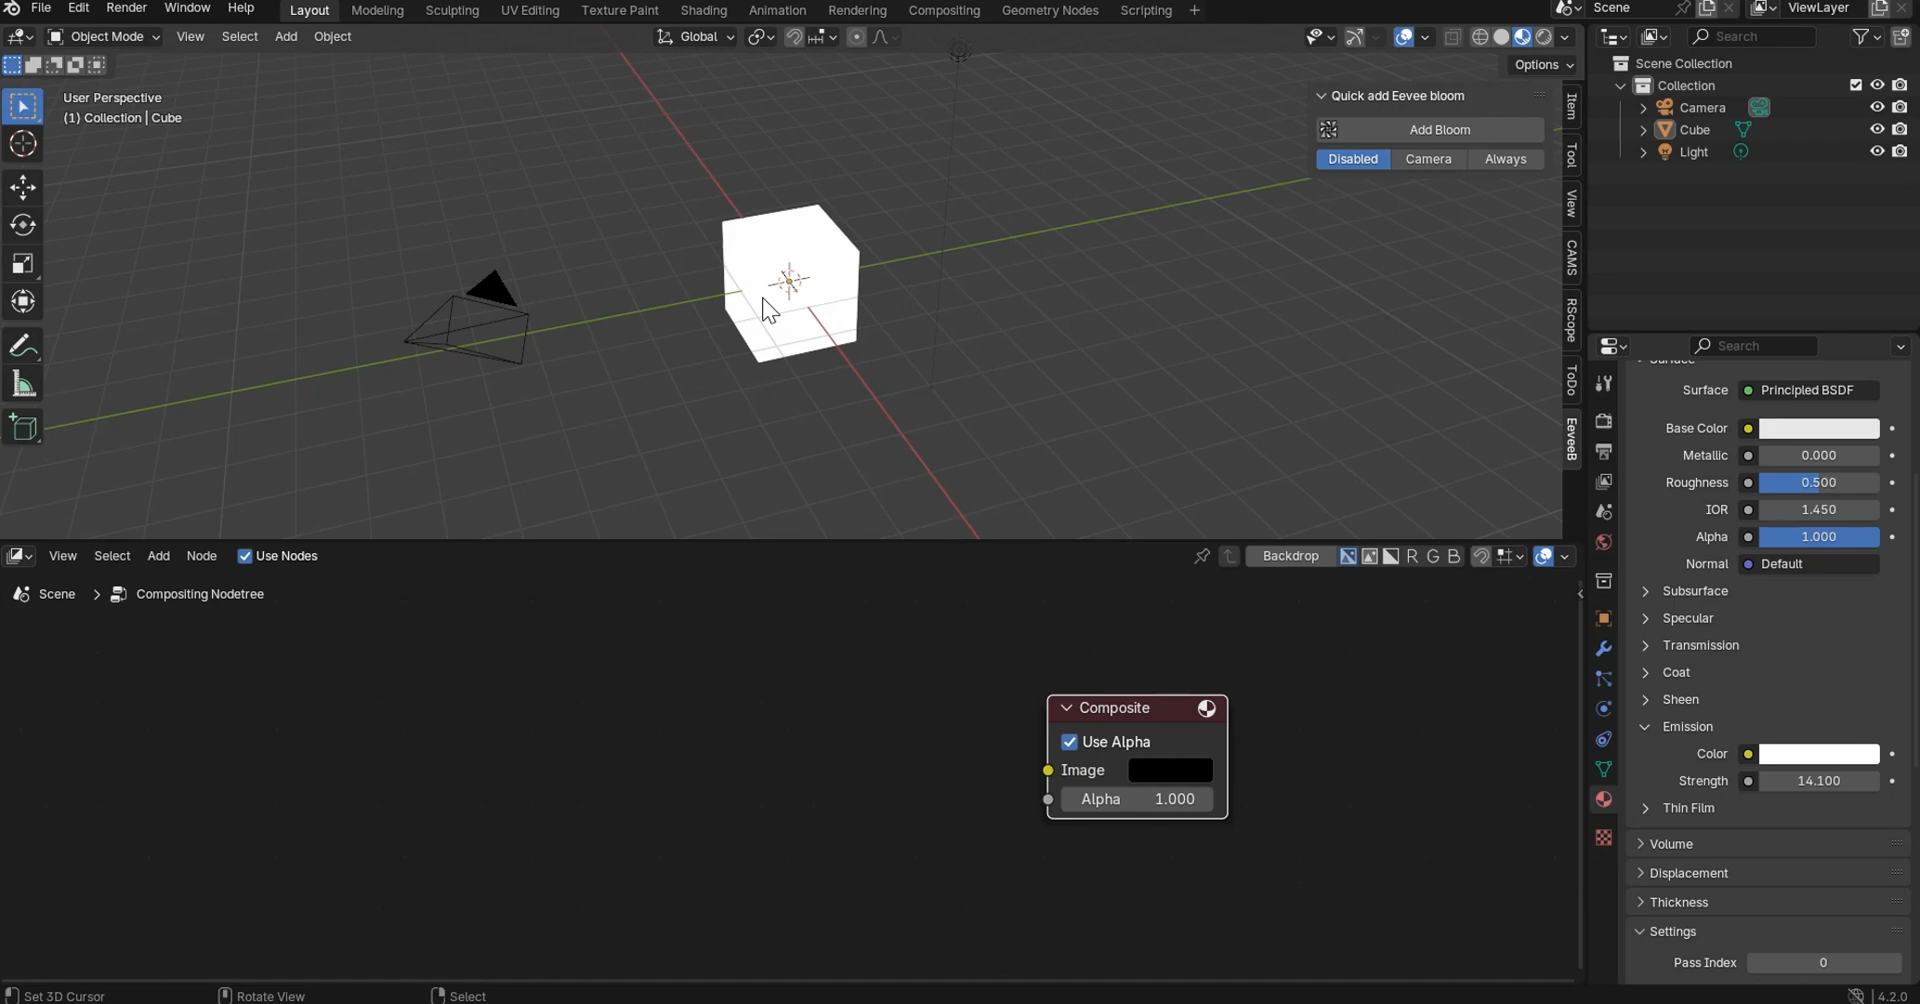 File Edit Render Window Help Layout Modeling Sculpting UV Editing Texture Paint Shading Animation Rendering Compositing Geometry Nodes Scripting + Scene ViewLayer
Object Mode View Select Add Object Global Search
Options
User Perspective
(1) Collection | Cube
Quick add Eevee bloom
Add Bloom
Disabled Camera Always
Item
Tool
View
CAMS
RScope
ToDo
EeveeB
Scene Collection
Collection
Camera
Cube
Light
Search
Surface
Surface Principled BSDF
Base Color
Metallic 0.000
Roughness 0.500
IOR 1.450
Alpha 1.000
Normal Default
Subsurface
Specular
Transmission
Coat
Sheen
Emission
Color
Strength 14.100
Thin Film
Volume
Displacement
Thickness
Settings
Pass Index 0
View Select Add Node Use Nodes Backdrop R G B
Scene > Compositing Nodetree
Composite
Use Alpha
Image
Alpha 1.000
Set 3D Cursor Rotate View Select 4.2.0